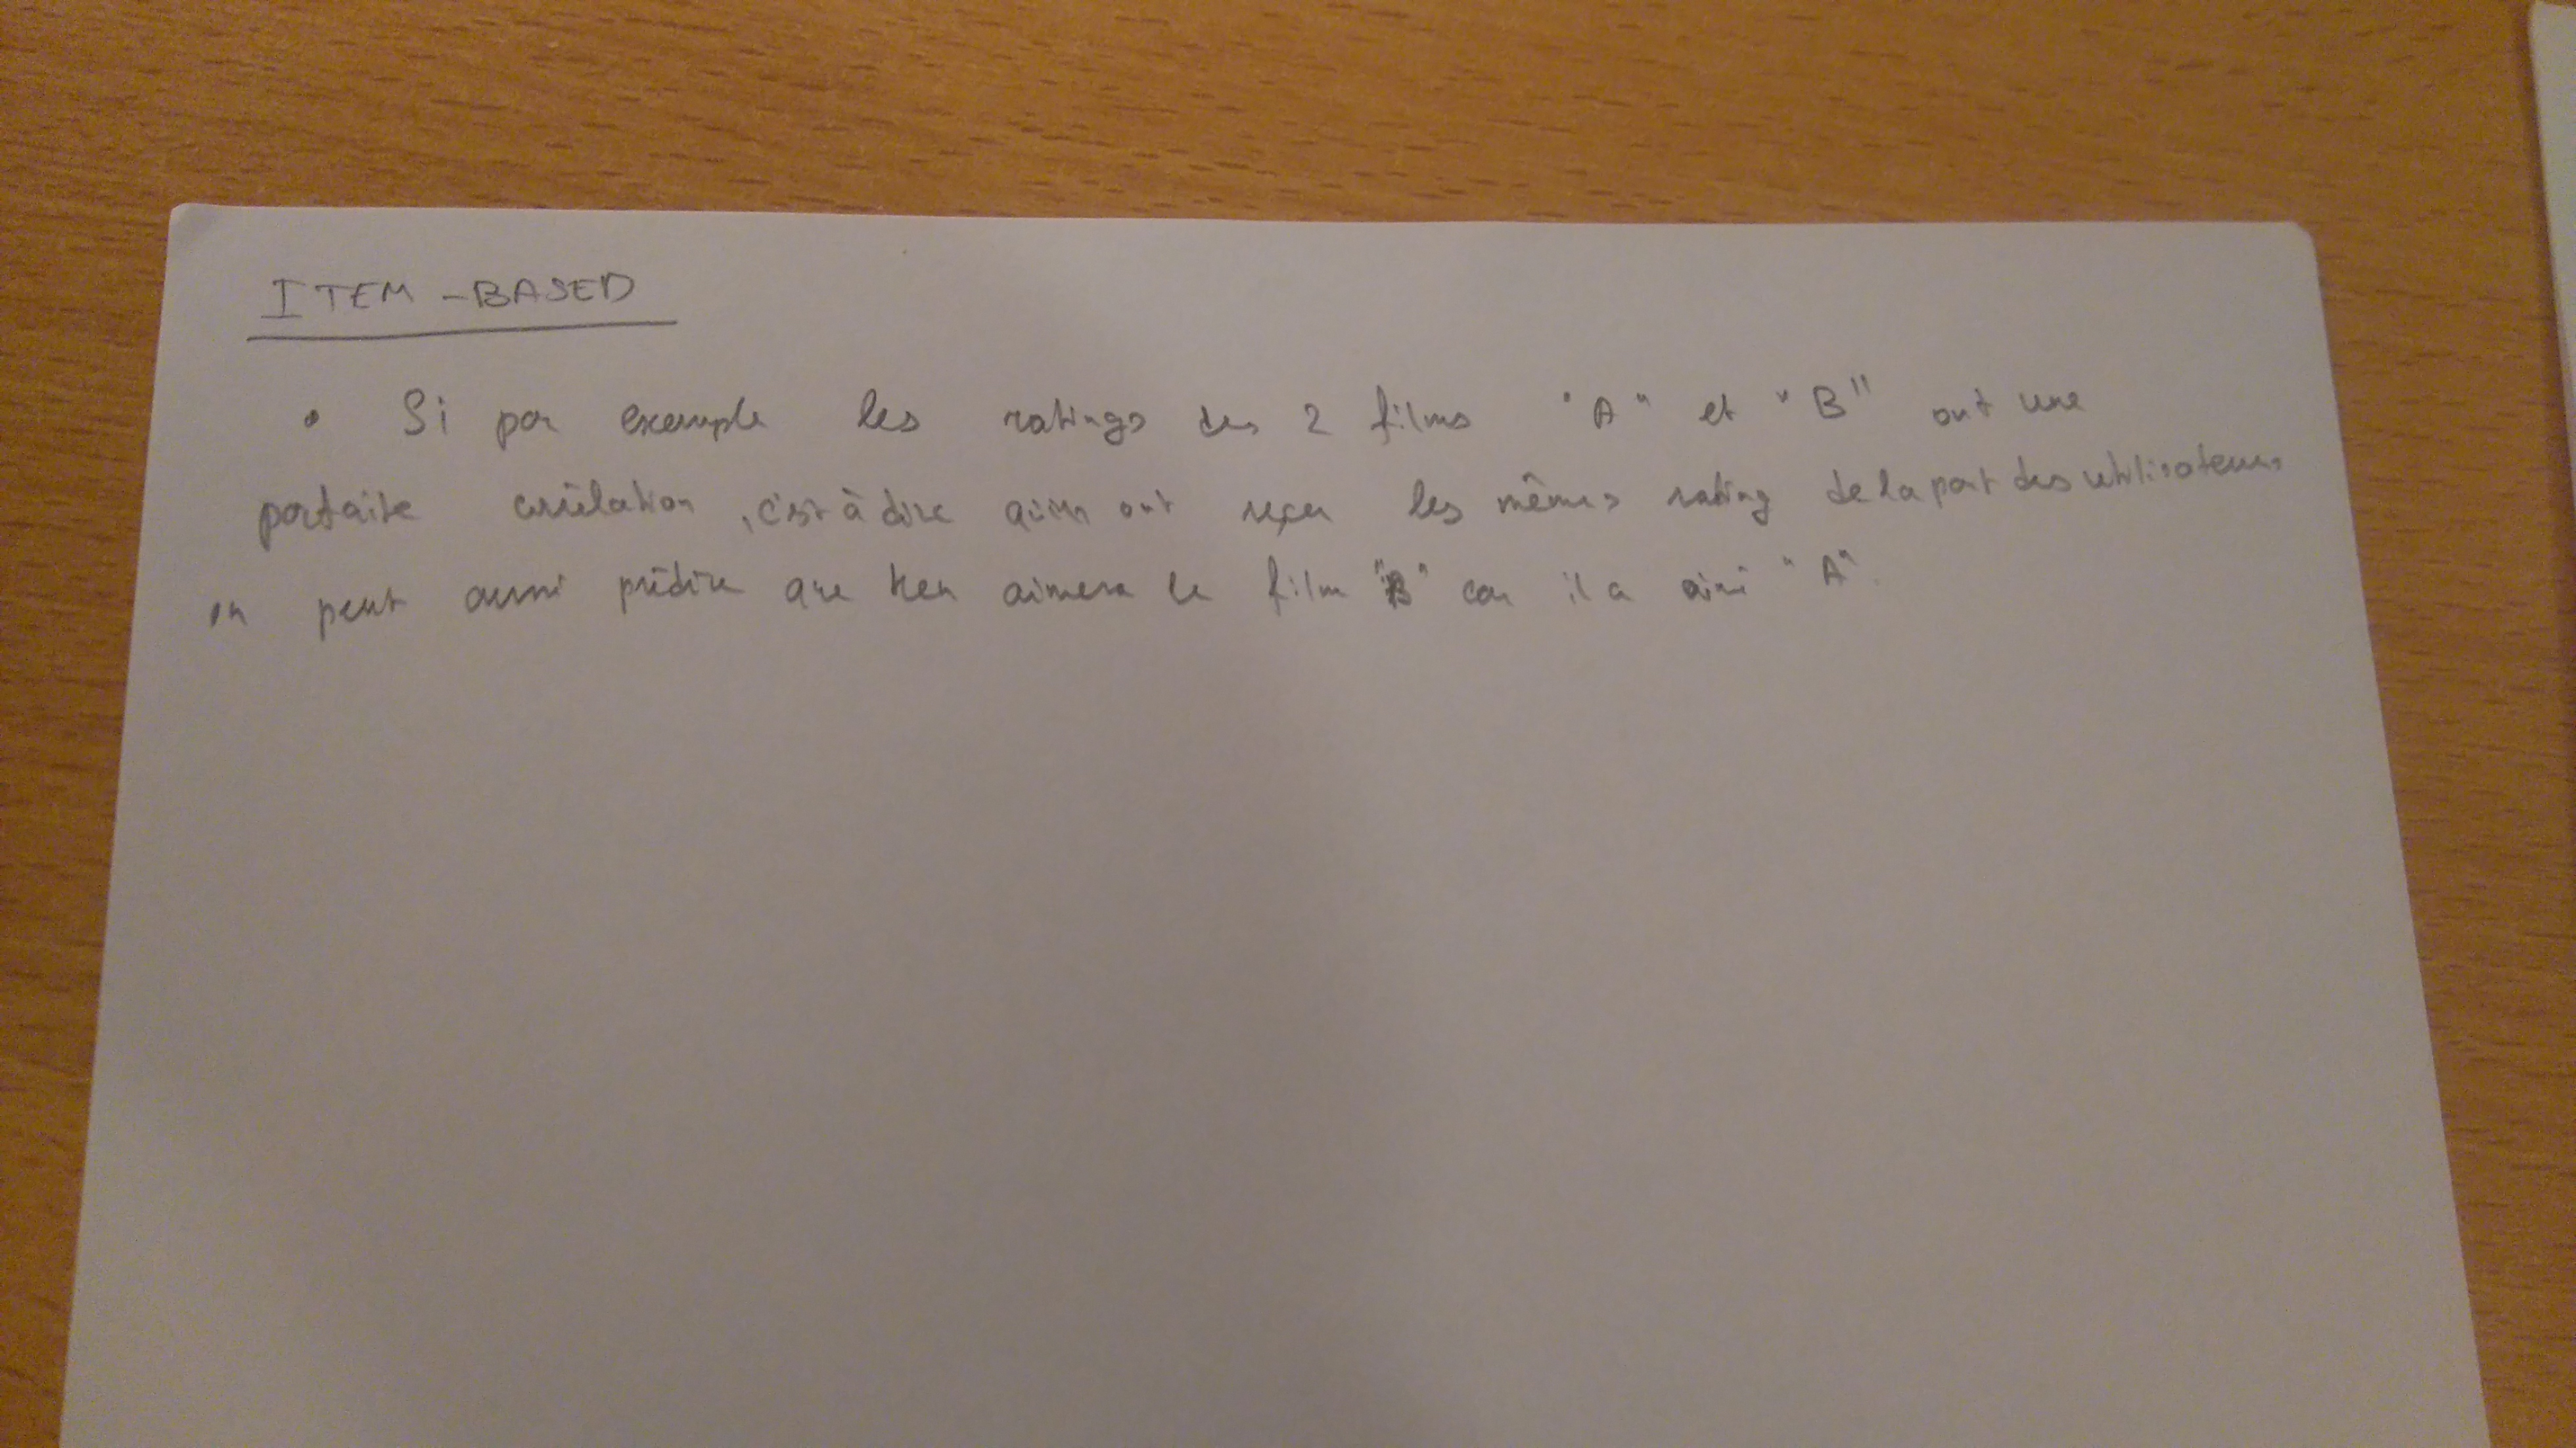 ITEM-BASED
• Si par exemple les ratings des 2 films "A" et "B" ont une
parfaite corrélation, c'est à dire qu'ils ont reçu les mêmes rating de la part des utilisateurs
on peut aussi prédire que Ken aimera le film "B" car il a aimé "A".